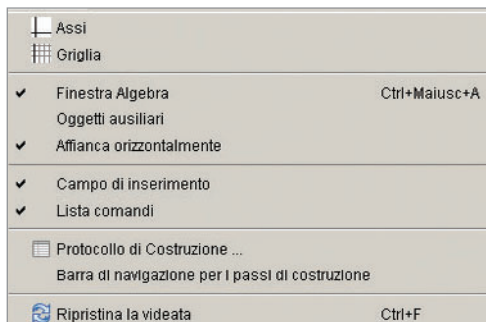 Assi
Griglia
Finestra Algebra Ctrl+Maiusc+A
Oggetti ausiliari
Affianca orizzontalmente
Campo di inserimento
Lista comandi
Protocollo di Costruzione ...
Barra di navigazione per i passi di costruzione
Ripristina la videata Ctrl+F